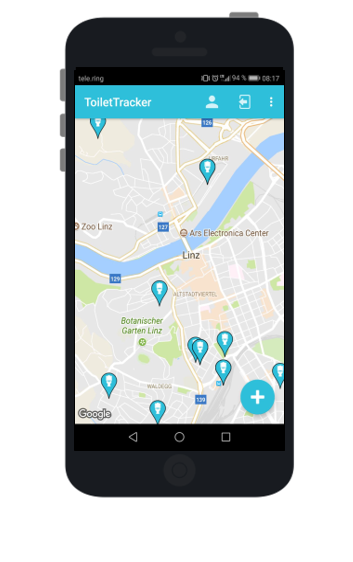 tele.ring 94 % 08:17
ToiletTracker
126
RFAHR
Zoo Linz
127
Ars Electronica Center
Linz
129
ALTSTADTVIERTEL
Botanischer
Garten Linz
WALDEGG
139
Google